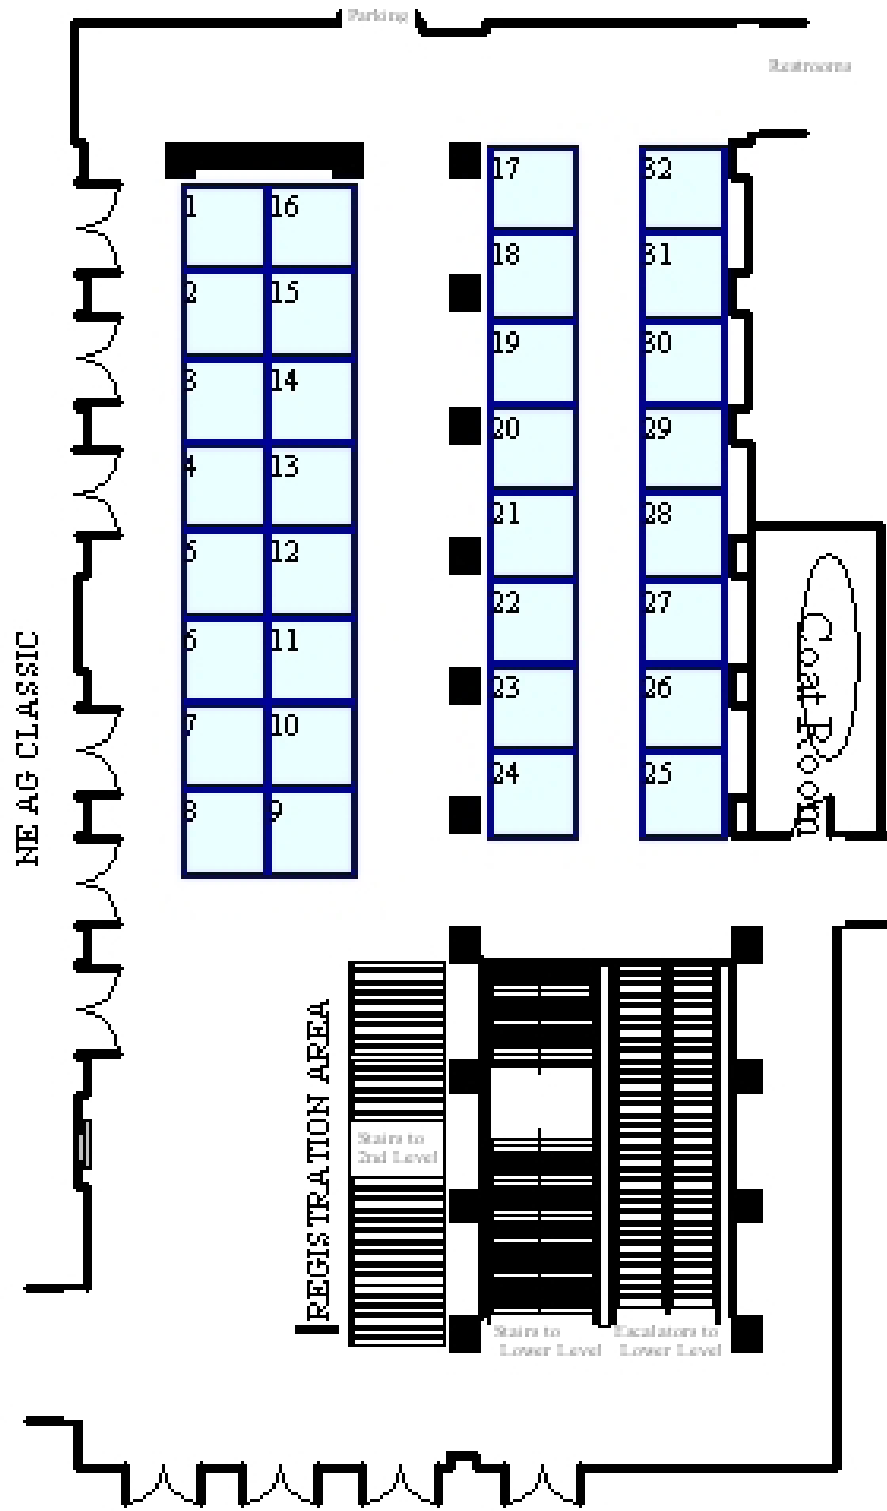 Parking
Restrooms
17
32
1
16
18
31
2
15
19
30
3
14
20
29
4
13
21
28
5
12
22
27
6
11
23
26
7
10
24
25
8
9
Coat Room
NE AG CLASSIC
REGISTRATION AREA
Stairs to
2nd Level
Stairs to
Lower Level
Escalators to
Lower Level